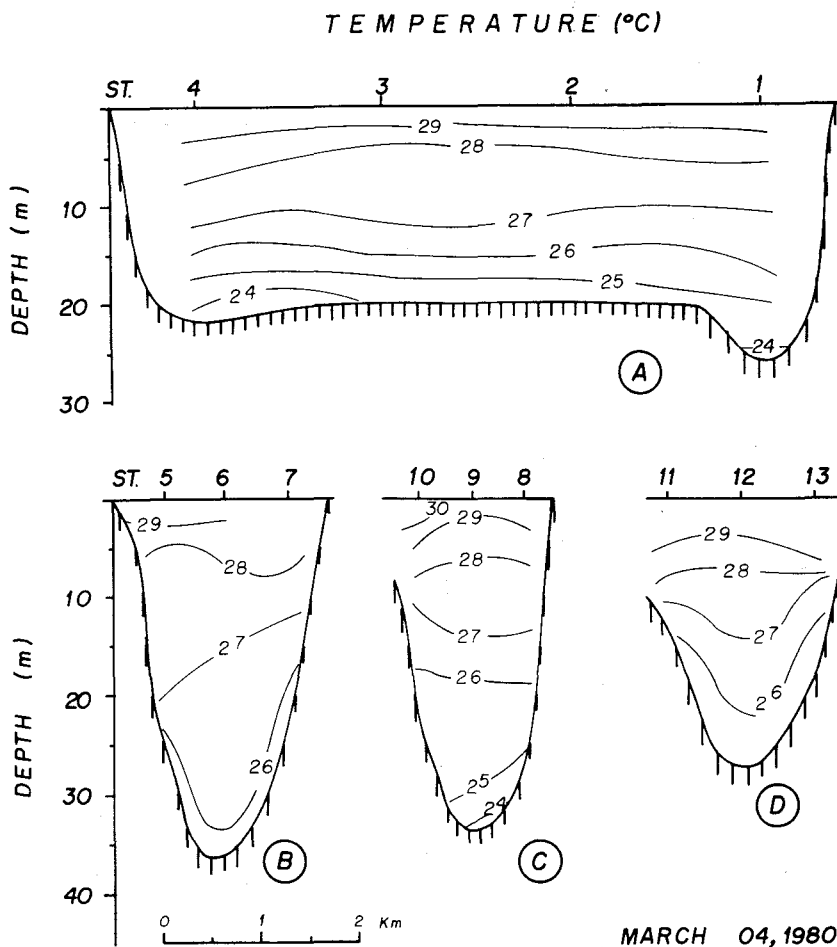 TEMPERATURE (°C)
ST. 4 3 2 1
29
28
10
27
26
25
DEPTH (m)
20
24
24
A
30
ST. 5 6 7
10 9 8
11 12 13
30
29
29
29
28
28
28
10
27
27
27
26
26
DEPTH (m)
20
26
25
24
30
B
C
D
40
0 1 2 Km
MARCH 04, 1980